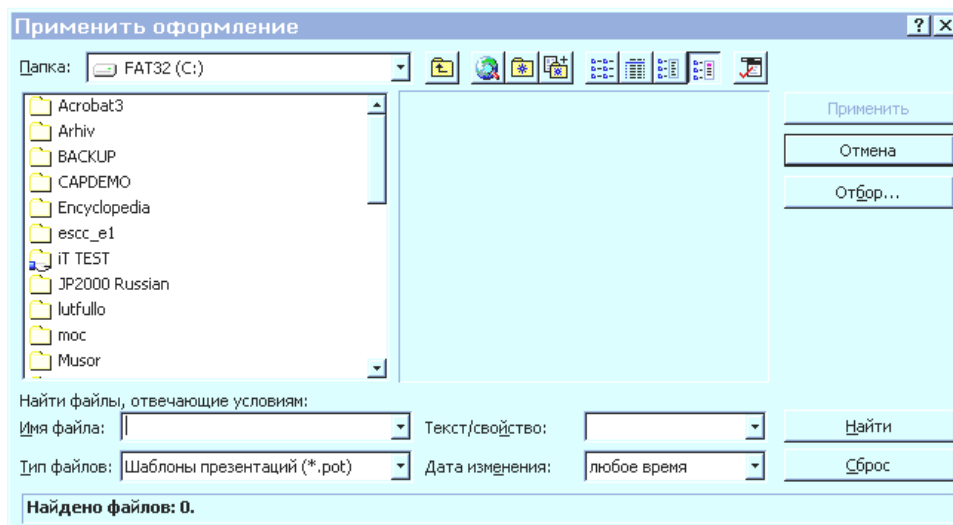 Применить оформление
Папка: FAT32 (C:)
Acrobat3
Arhiv
BACKUP
CAPDEMO
Encyclopedia
escc_e1
iT TEST
JP2000 Russian
lutfullo
moc
Musor
Применить
Отмена
Отбор...
Найти файлы, отвечающие условиям:
Имя файла: Текст/свойство: Найти
Тип файлов: Шаблоны презентаций (*.pot) Дата изменения: любое время Сброс
Найдено файлов: 0.